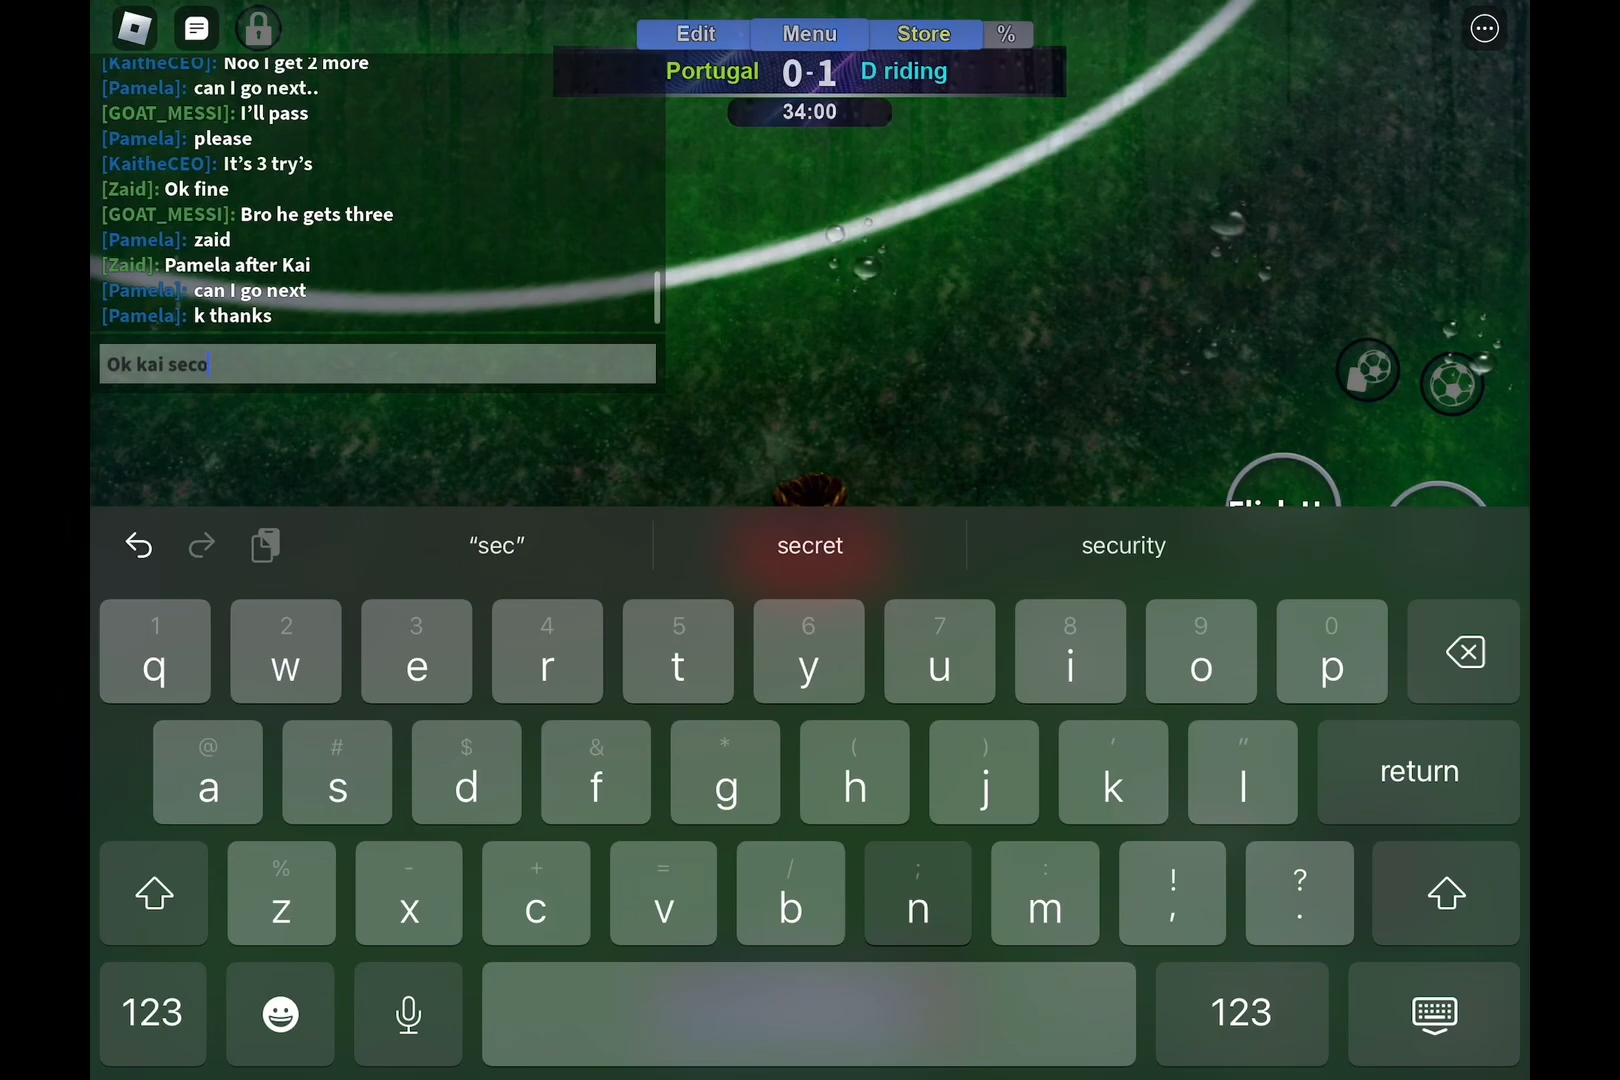 Edit Menu Store %
Portugal 0-1 D riding
34:00
[KaitheCEO]: Noo I get 2 more
[Pamela]: can I go next..
[GOAT_MESSI]: I’ll pass
[Pamela]: please
[KaitheCEO]: It’s 3 try’s
[Zaid]: Ok fine
[GOAT_MESSI]: Bro he gets three
[Pamela]: zaid
[Zaid]: Pamela after Kai
[Pamela]: can I go next
[Pamela]: k thanks
Ok kai seco
“sec” secret security
1 2 3 4 5 6 7 8 9 0
q w e r t y u i o p
@ # $ & * ( ) ′ ″
a s d f g h j k l return
% - + = / ; : ! ?
z x c v b n m , .
123 123